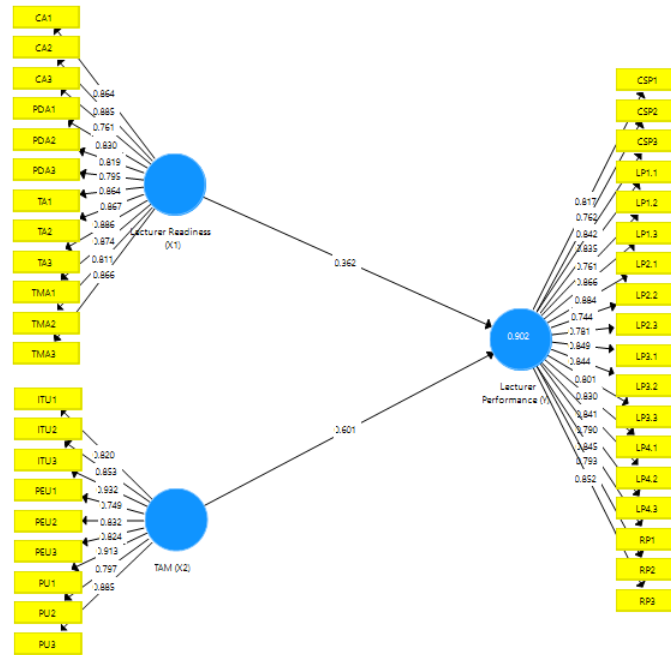 CA1
CA2
CA3
PDA1
PDA2
PDA3
TA1
TA2
TA3
TMA1
TMA2
TMA3
0.864
0.885
0.761
0.830
0.819
0.795
0.864
0.867
0.886
0.874
0.811
0.866
Lecturer Readiness
(X1)
0.362
ITU1
ITU2
ITU3
PEU1
PEU2
PEU3
PU1
PU2
PU3
0.820
0.853
0.932
0.749
0.832
0.824
0.913
0.797
0.885
TAM (X2)
0.601
0.902
Lecturer
Performance (Y)
0.817
0.762
0.842
0.835
0.761
0.866
0.884
0.744
0.781
0.849
0.844
0.801
0.830
0.841
0.790
0.845
0.793
0.852
CSP1
CSP2
CSP3
LP1.1
LP1.2
LP1.3
LP2.1
LP2.2
LP2.3
LP3.1
LP3.2
LP3.3
LP4.1
LP4.2
LP4.3
RP1
RP2
RP3